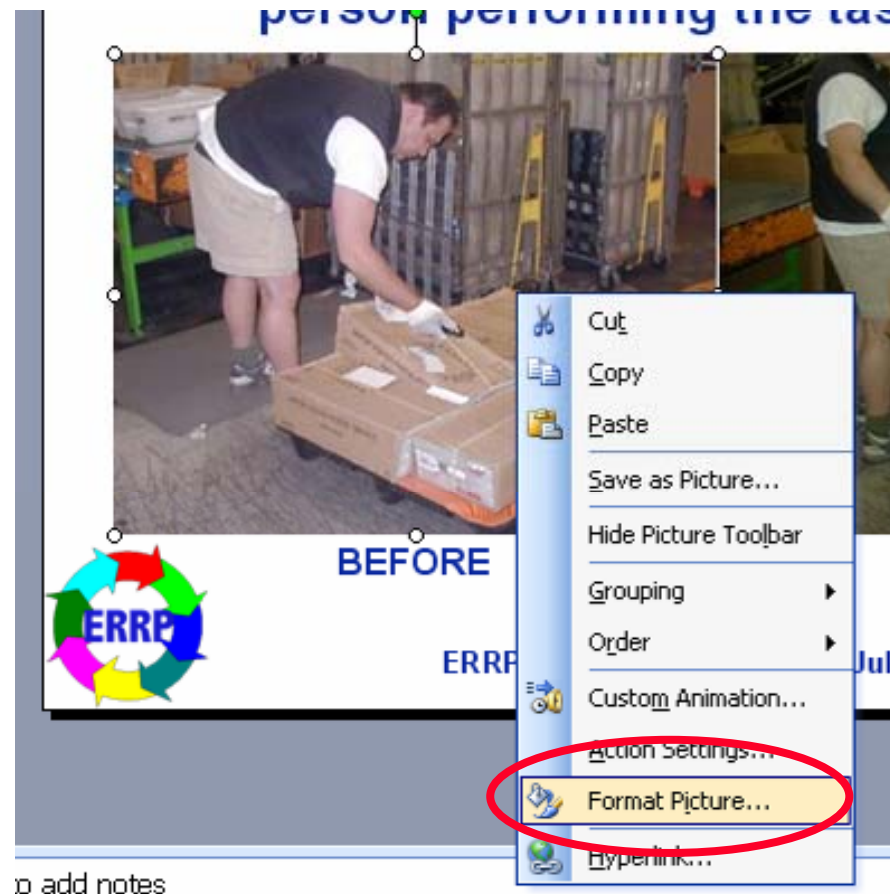 person performing the tas
Cut
Copy
Paste
Save as Picture...
Hide Picture Toolbar
BEFORE
Grouping
ERRP
Order
ERRP
Jul
Custom Animation...
Action Settings...
Format Picture...
Hyperlink...
to add notes